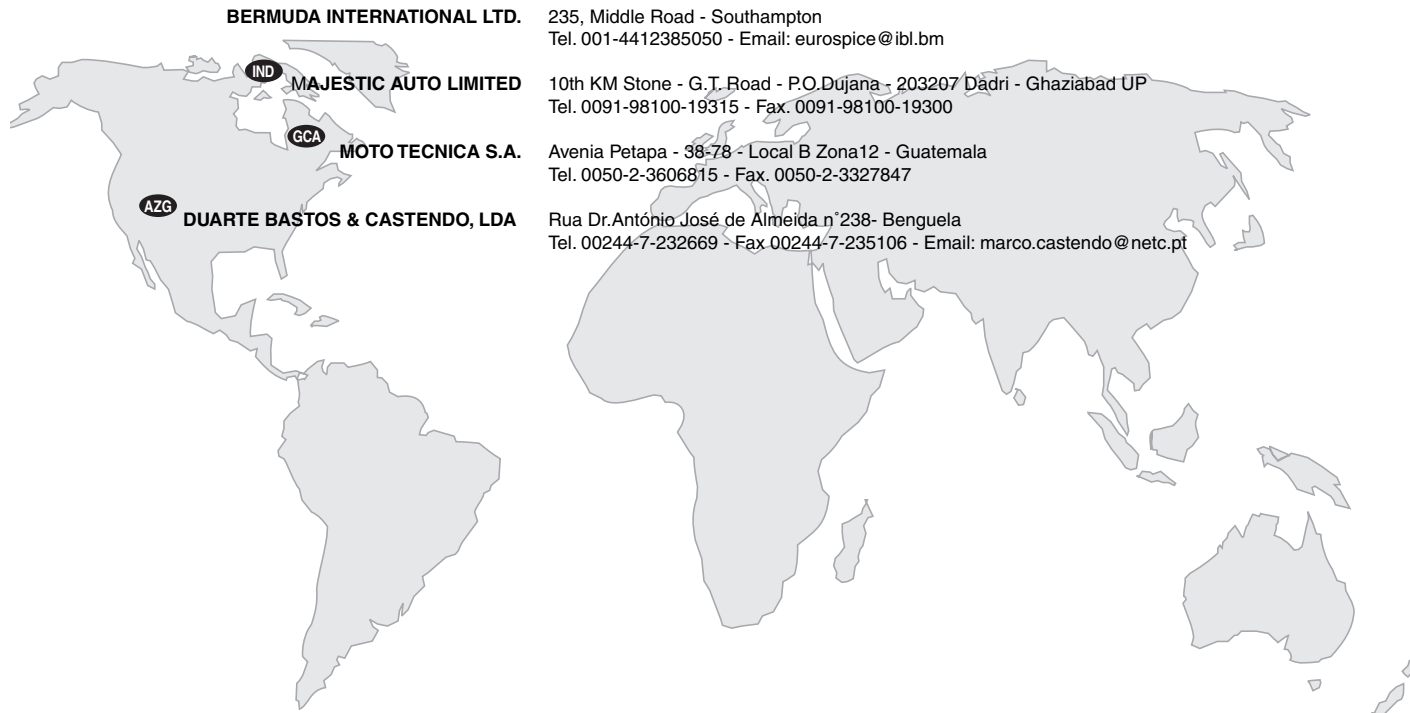 BERMUDA INTERNATIONAL LTD. 235, Middle Road - Southampton
Tel. 001-4412385050 - Email: eurospice@ibl.bm
IND MAJESTIC AUTO LIMITED 10th KM Stone - G.T. Road - P.O.Dujana - 203207 Dadri - Ghaziabad UP
Tel. 0091-98100-19315 - Fax. 0091-98100-19300
GCA MOTO TECNICA S.A. Avenia Petapa - 38-78 - Local B Zona12 - Guatemala
Tel. 0050-2-3606815 - Fax. 0050-2-3327847
AZG DUARTE BASTOS & CASTENDO, LDA Rua Dr.António José de Almeida n°238- Benguela
Tel. 00244-7-232669 - Fax 00244-7-235106 - Email: marco.castendo@netc.pt